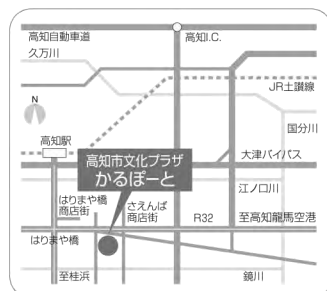 高知自動車道
高知I.C.
久万川
JR土讃線
N
国分川
高知駅
高知市文化プラザ
かるぽーと
大津バイパス
江ノ口川
はりまや橋
商店街
さえんば
商店街
R32
至高知龍馬空港
はりまや橋
至桂浜
鏡川